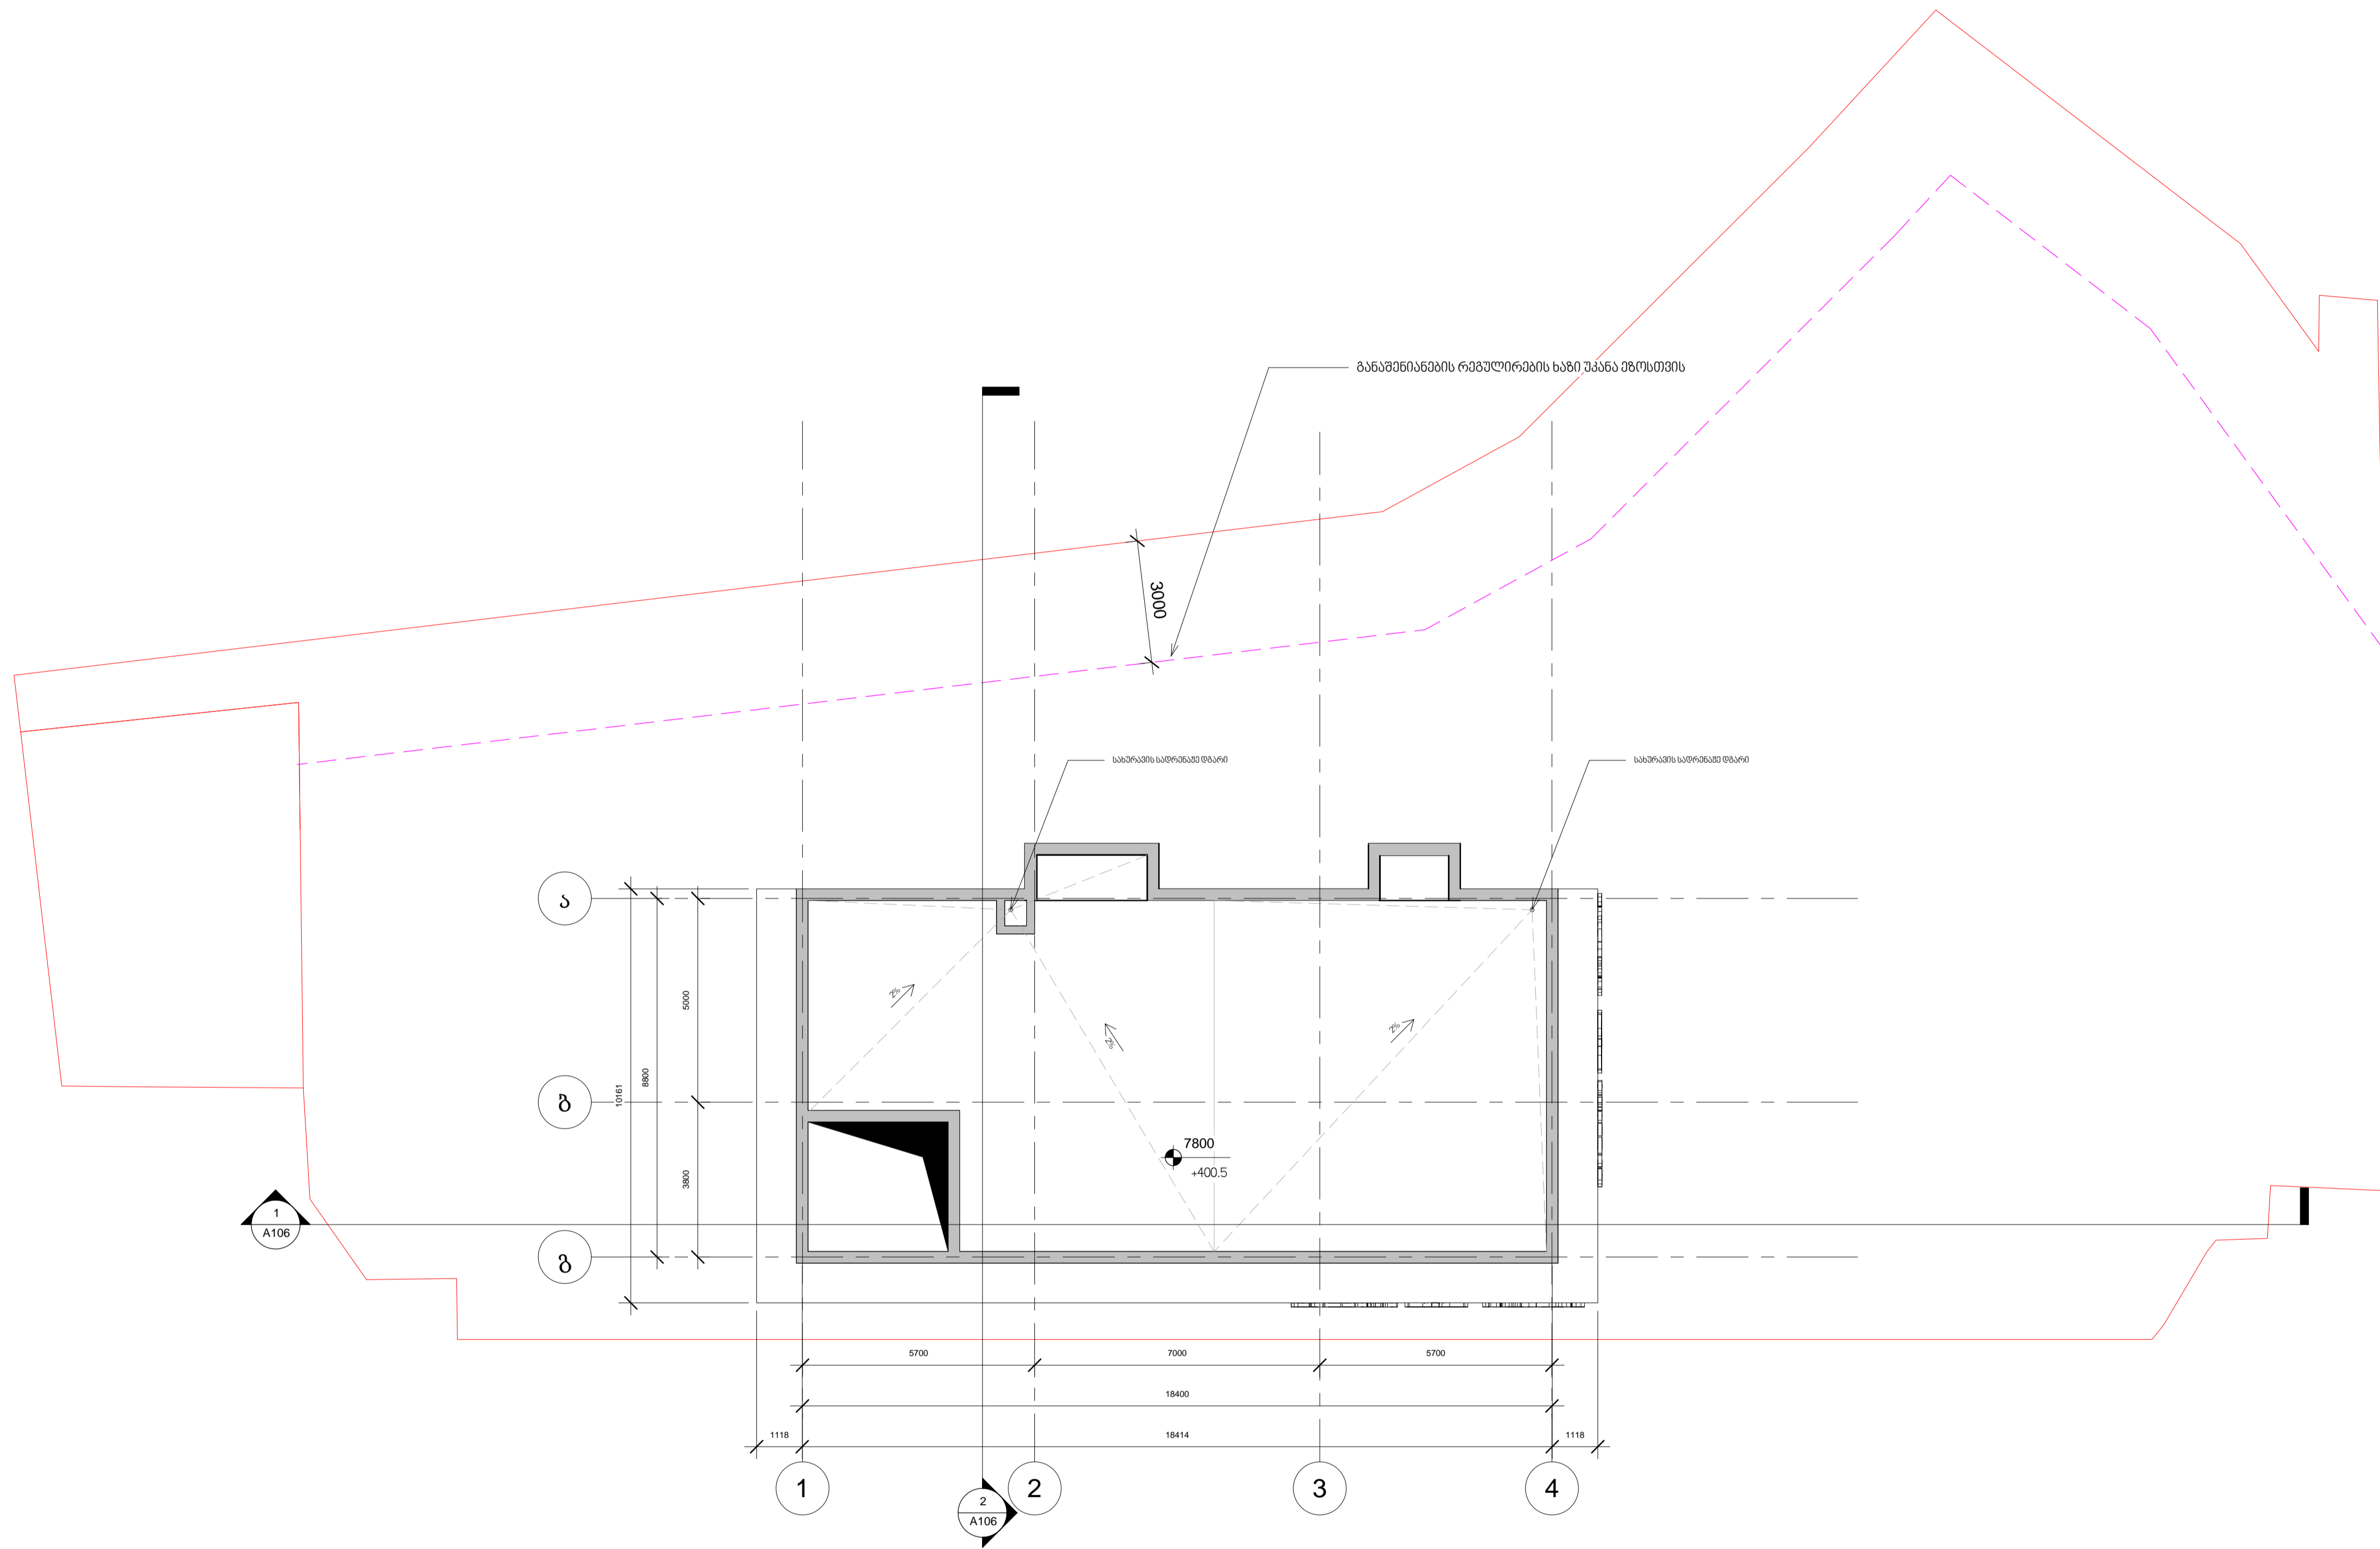 განაშენიანების რეგულირების ხაზი უკანა ეზოსთვის
3000
სახურავის სადრენაჟე დგარი
სახურავის სადრენაჟე დგარი
ა
ბ
გ
5000
8800
10161
3800
2%
2%
2%
7800
+400.5
1
A106
5700
7000
5700
18400
1118
18414
1118
1
2
3
4
2
A106